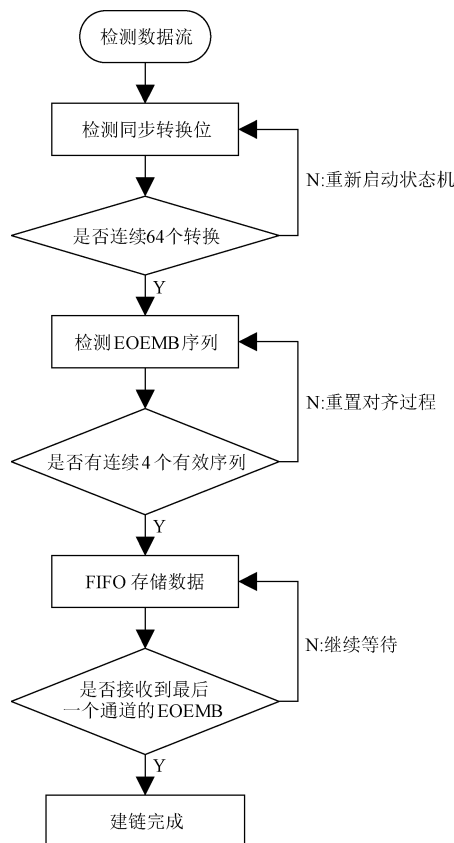 检测数据流
检测同步转换位
N:重新启动状态机
是否连续64个转换
Y
检测EOEMB序列
N:重置对齐过程
是否有连续4个有效序列
Y
FIFO存储数据
N:继续等待
是否接收到最后
一个通道的EOEMB
Y
建链完成